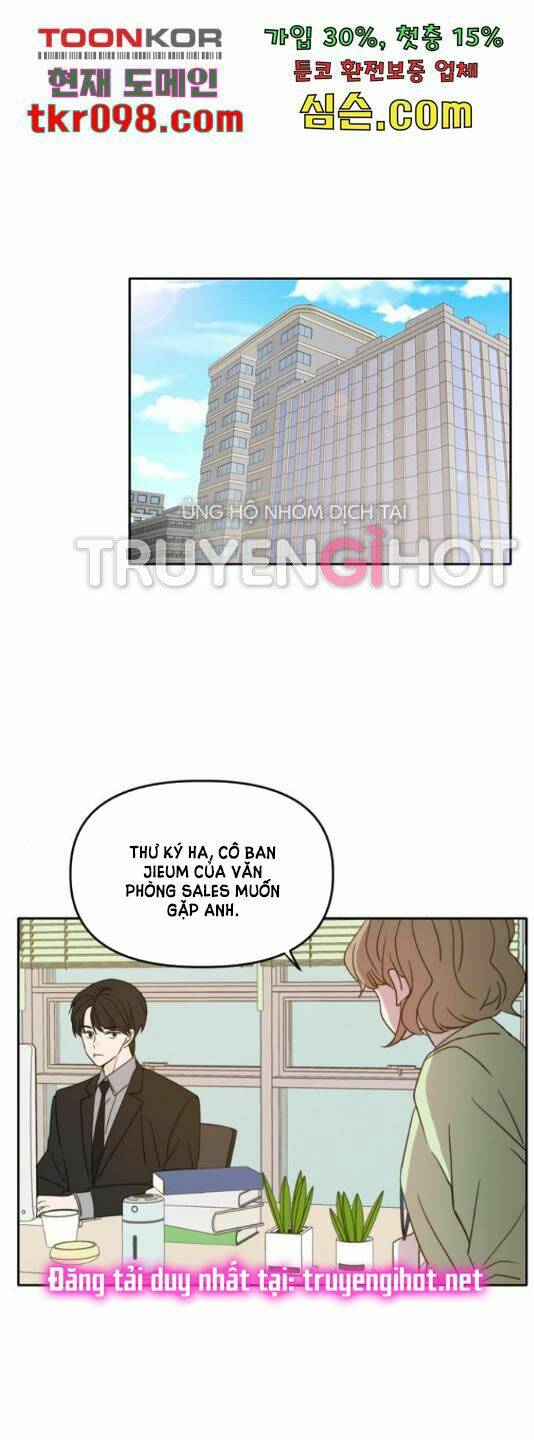 TOONKOR
현재 도메인
tkr098.com
가입 30%, 첫충 15%
툰코 환전보증 업체
심슨.com
ỦNG HỘ NHÓM DỊCH TẠI
TRUYENGIHOT
THƯ KÝ HA, CÔ BAN
JIEUM CỦA VĂN
PHÒNG SALES MUỐN
GẶP ANH.
Đăng tải duy nhất tại: truyengihot.net